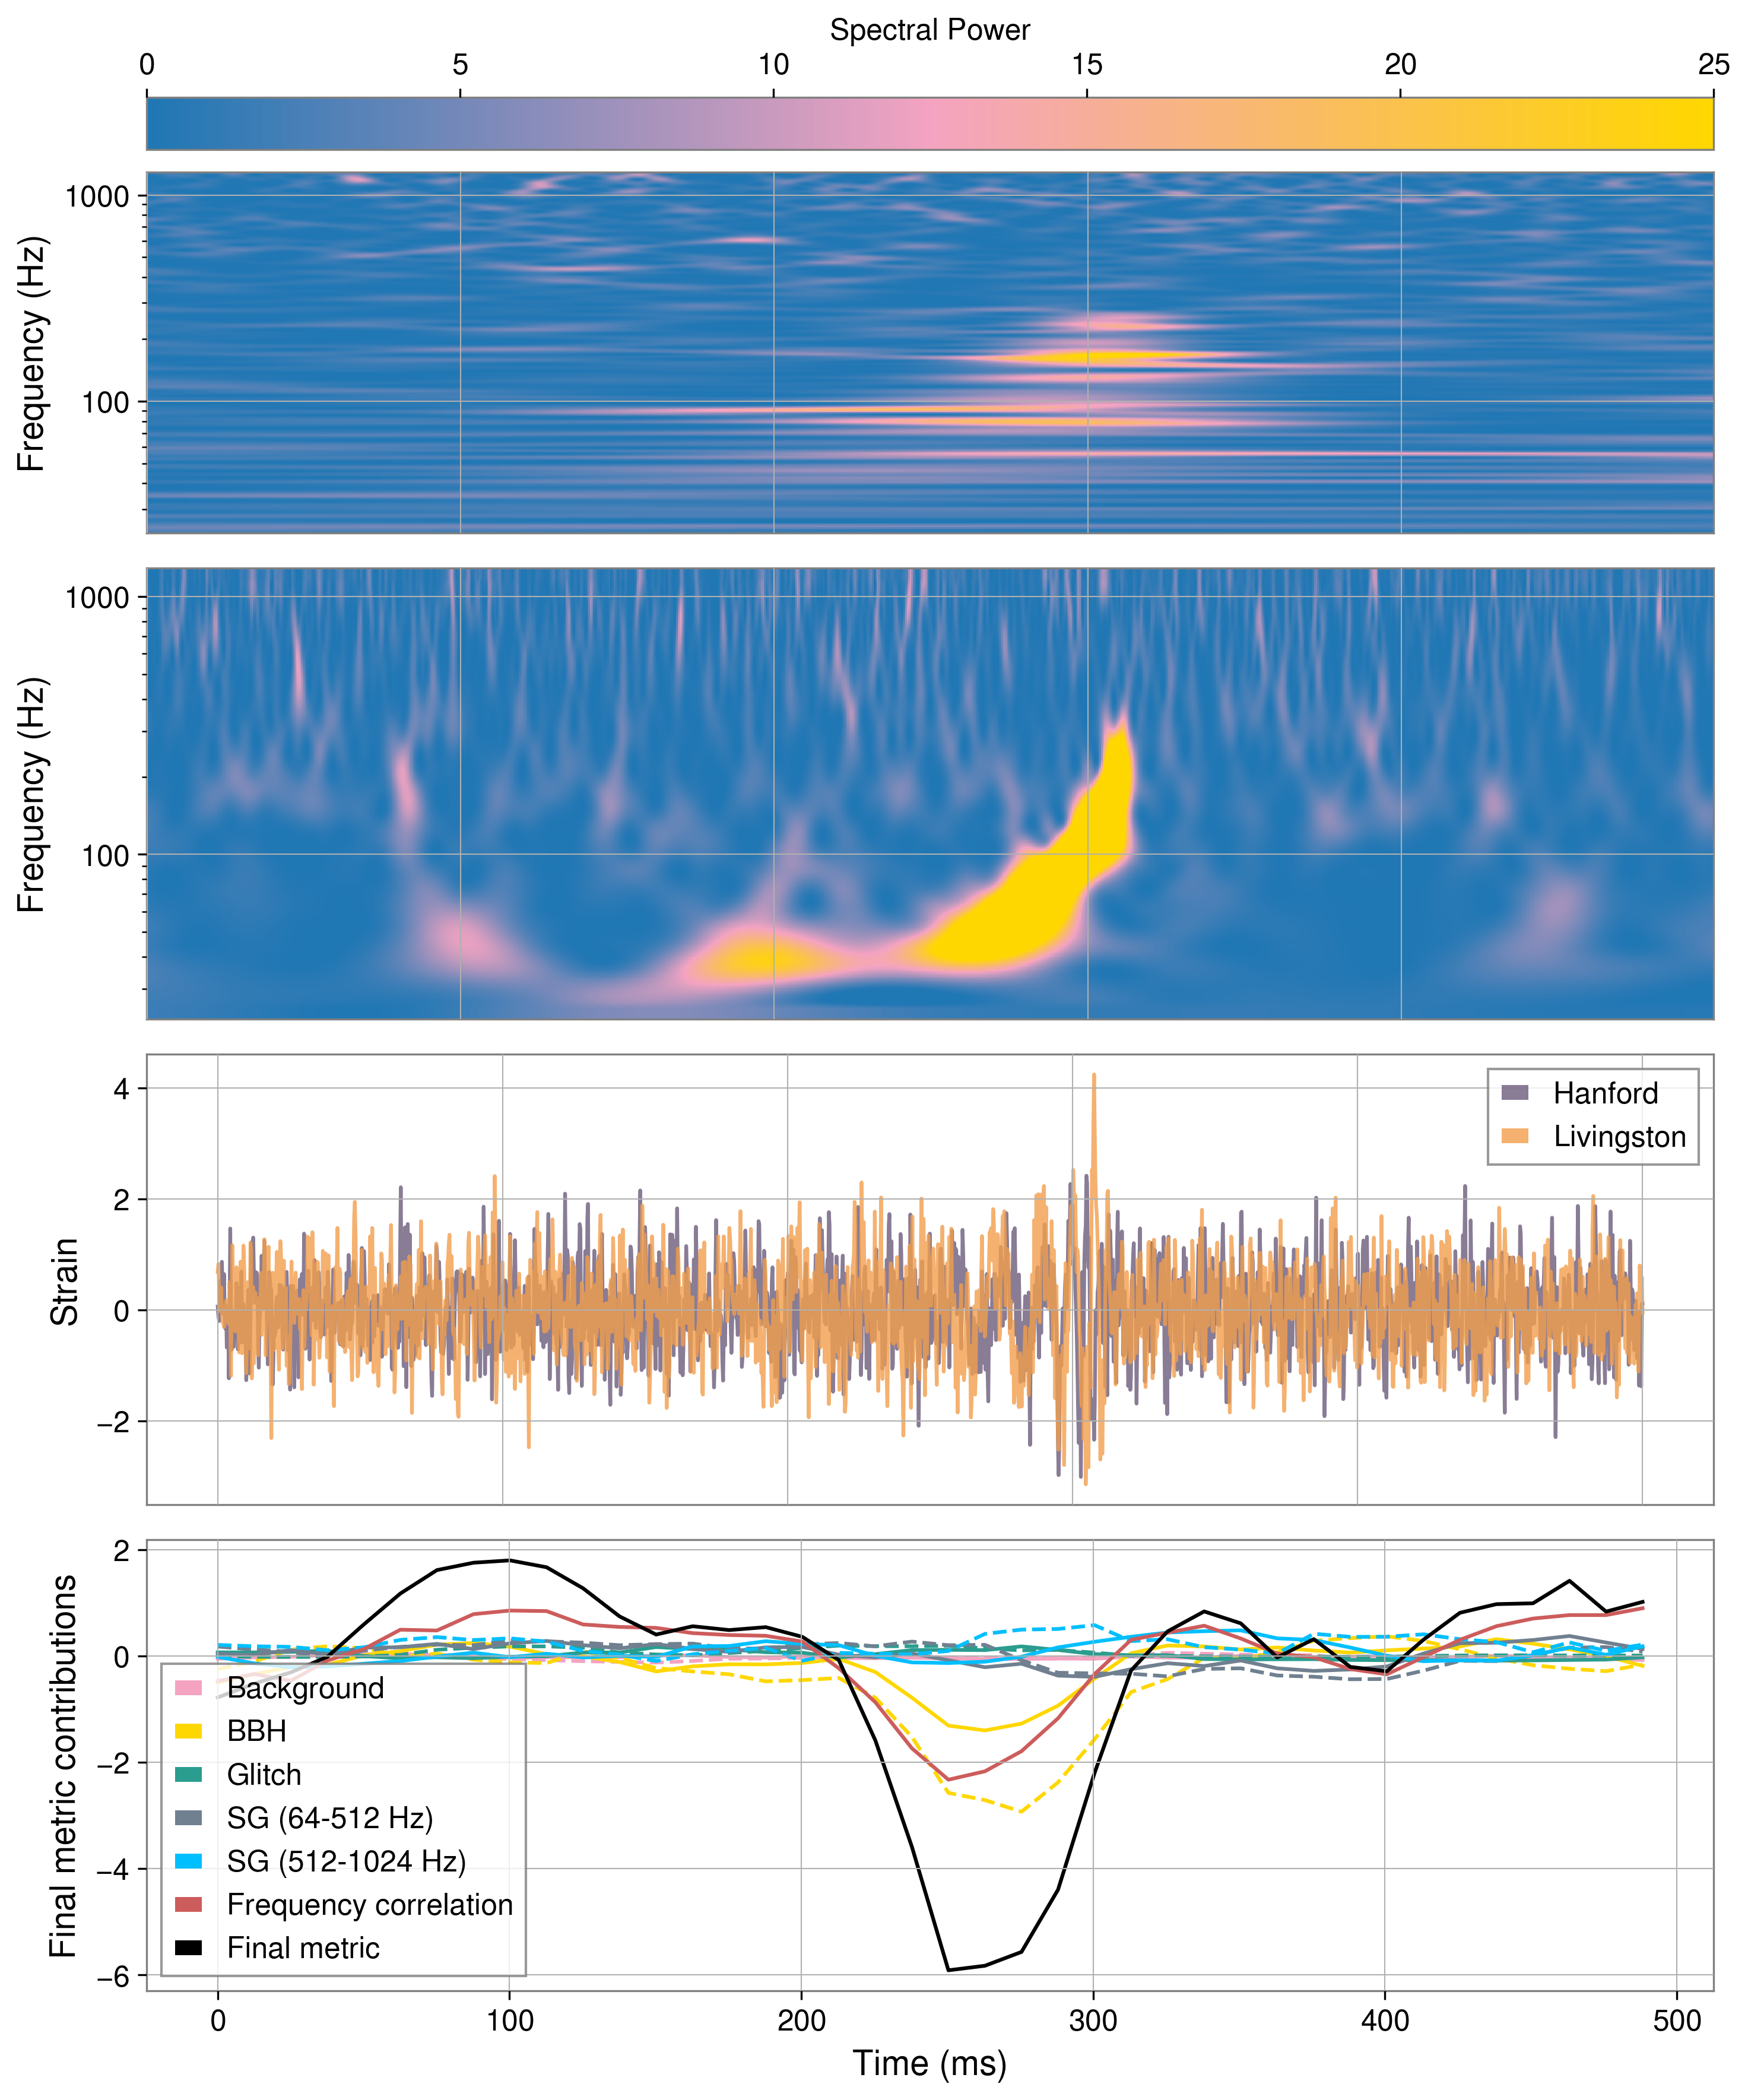 Spectral Power
0 5 10 15 20 25
1000
100
Frequency (Hz)
1000
100
Frequency (Hz)
4
2
0
−2
Strain
Hanford
Livingston
2
0
−2
−4
−6
Final metric contributions
Background
BBH
Glitch
SG (64-512 Hz)
SG (512-1024 Hz)
Frequency correlation
Final metric
0 100 200 300 400 500
Time (ms)